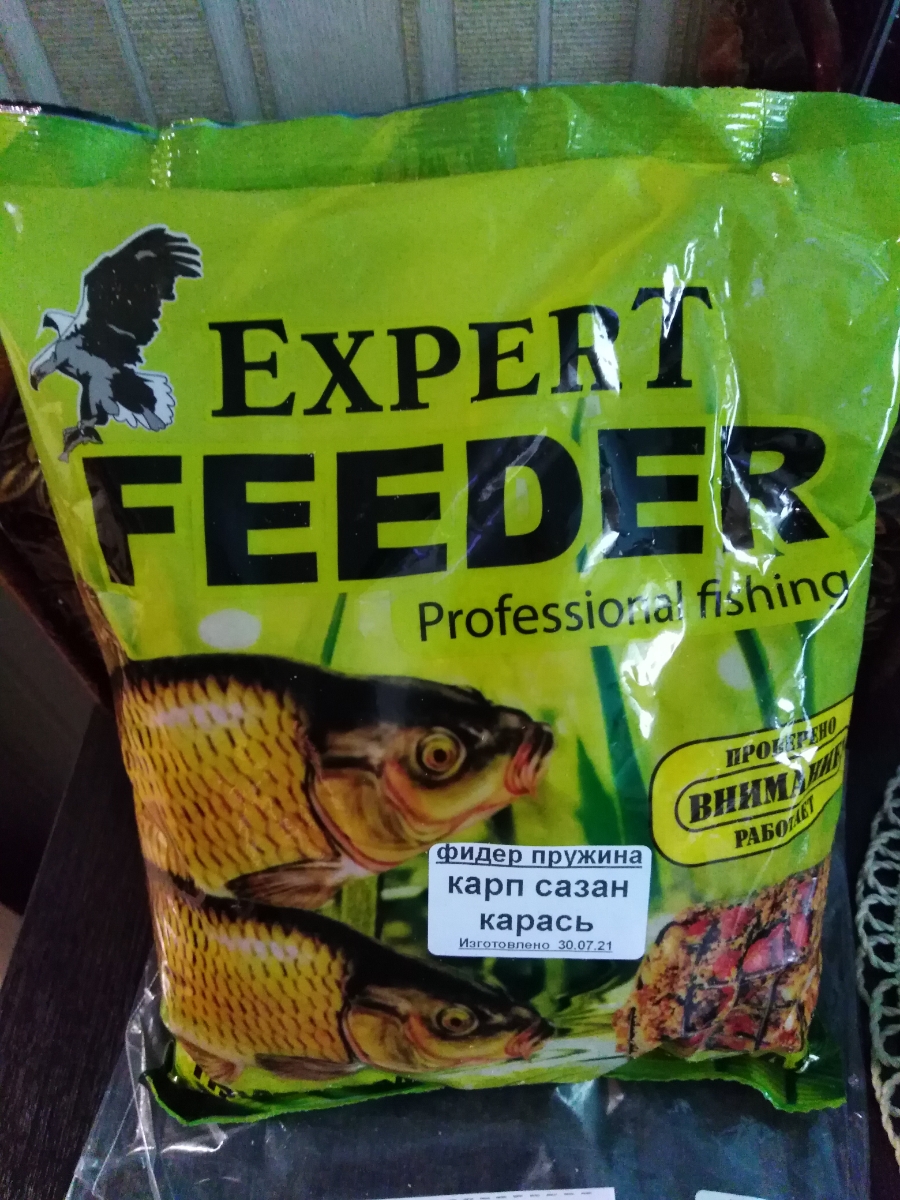 EXPERT
FEEDER
Professional fishing
ПРОВЕРЕНО
ВНИМАНИЕ!
РАБОТАЕТ
фидер пружина
карп сазан
карась
Изготовлено 30.07.21